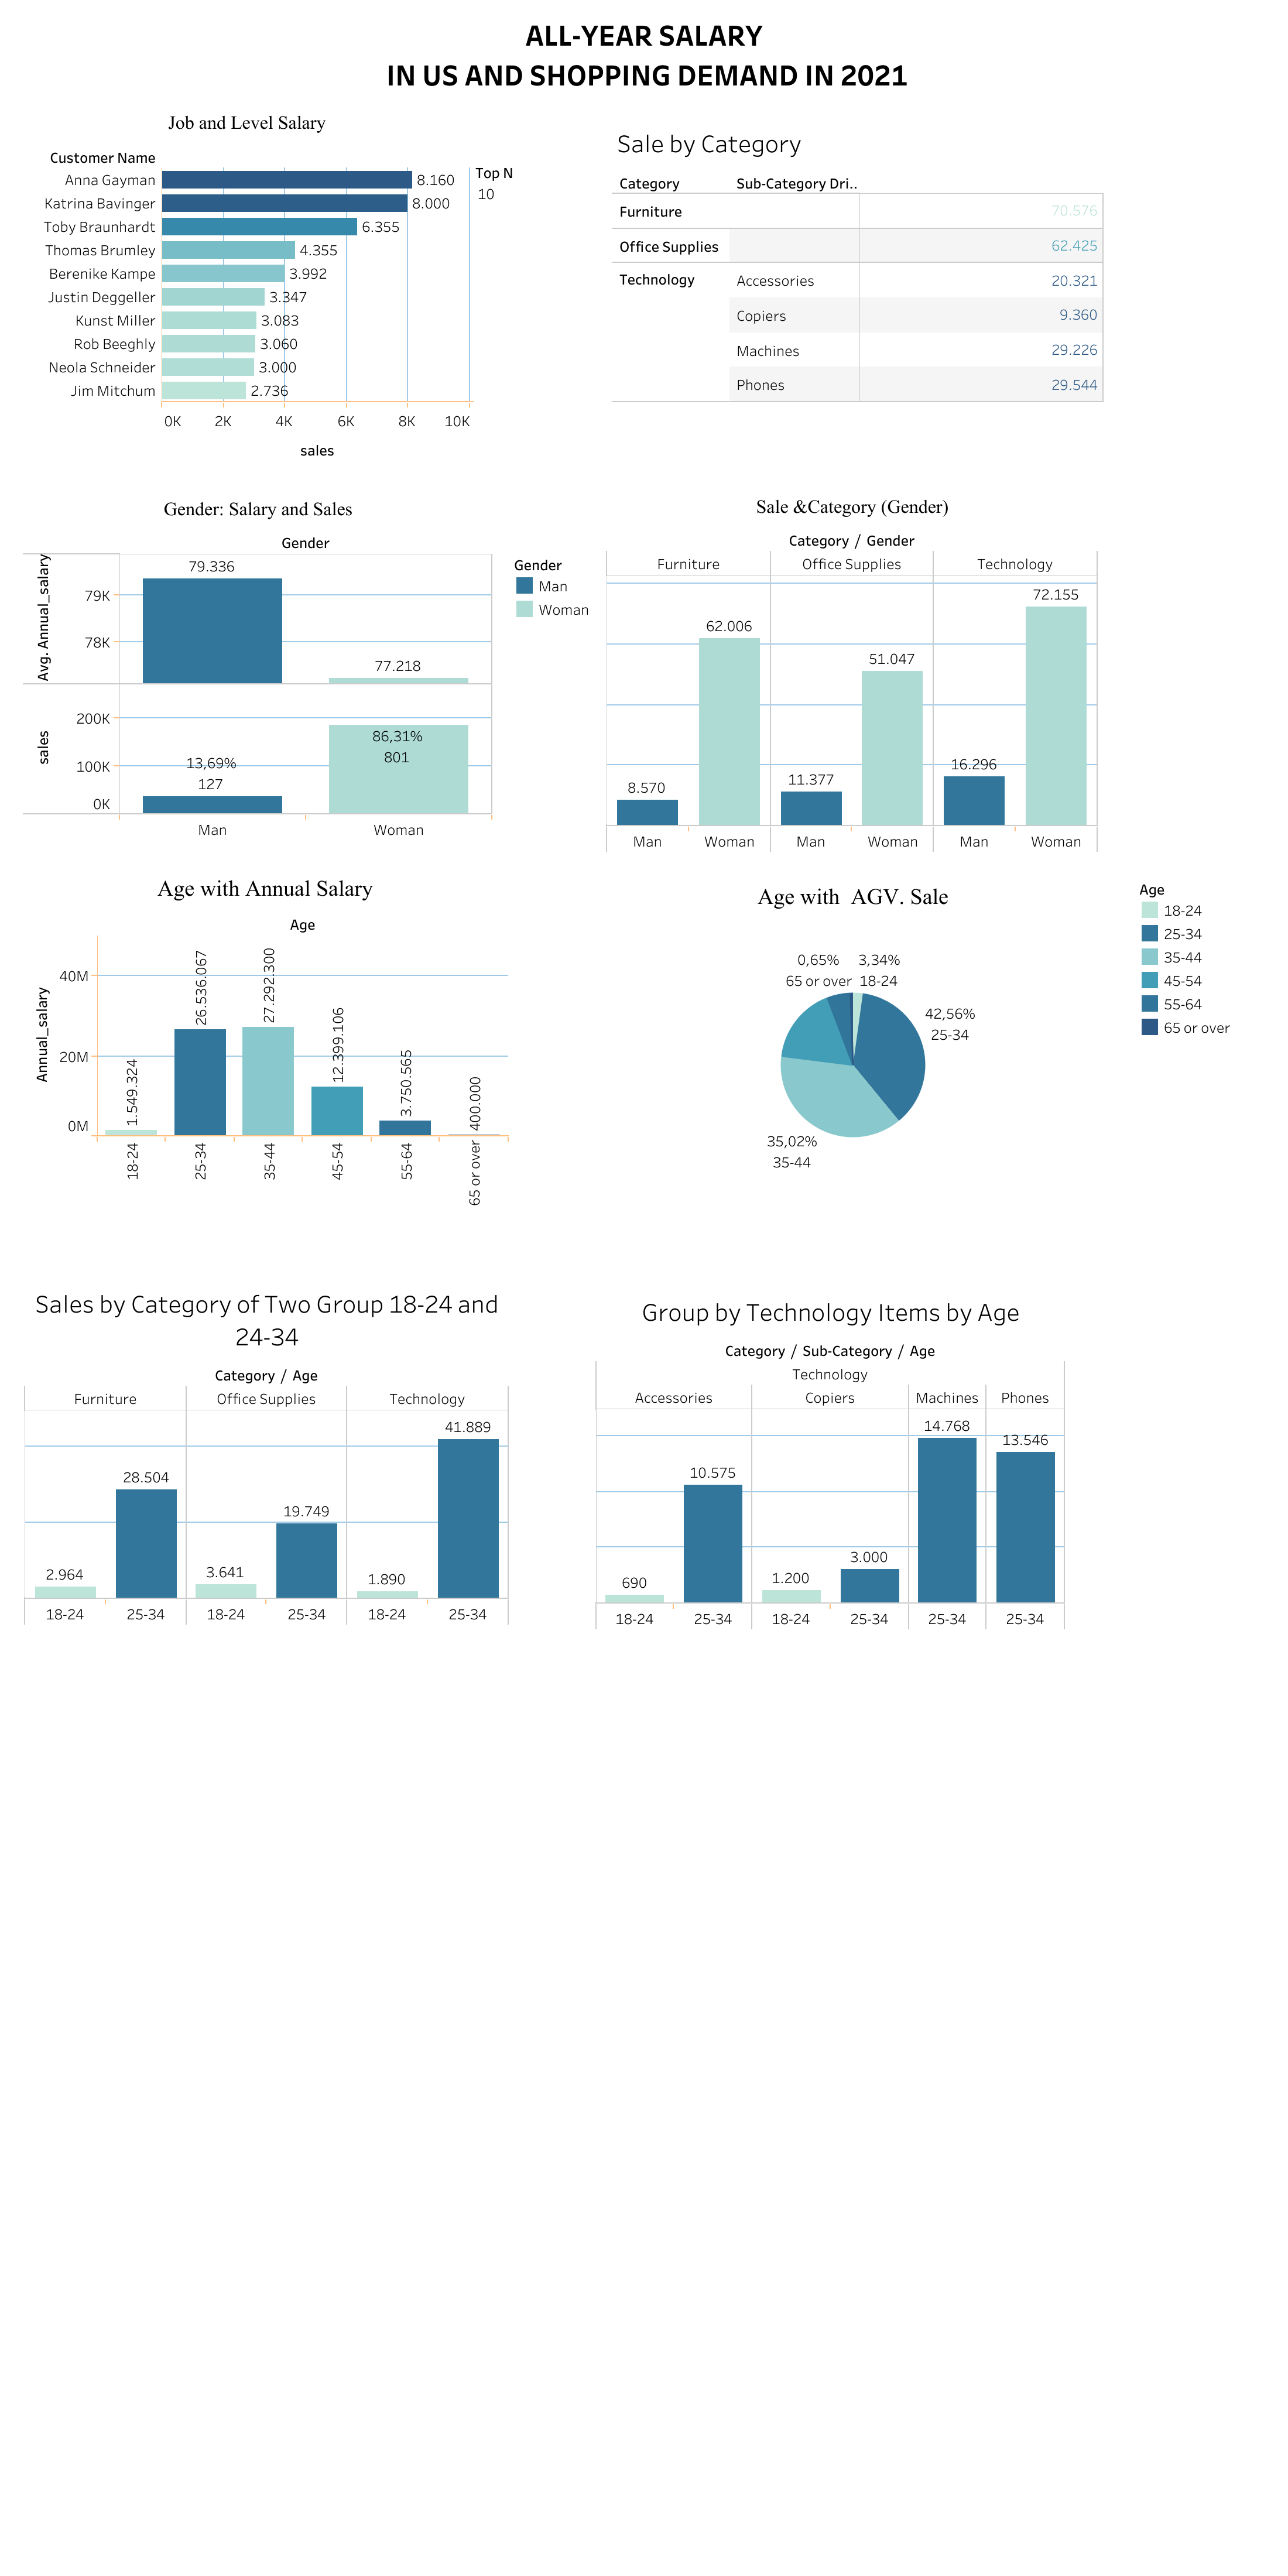 ALL-YEAR SALARY
IN US AND SHOPPING DEMAND IN 2021
Job and Level Salary
Customer Name
Anna Gayman 8.160
Katrina Bavinger 8.000
Toby Braunhardt 6.355
Thomas Brumley 4.355
Berenike Kampe 3.992
Justin Deggeller 3.347
Kunst Miller 3.083
Rob Beeghly 3.060
Neola Schneider 3.000
Jim Mitchum 2.736
0K 2K 4K 6K 8K 10K
sales
Top N
10
Sale by Category
Category Sub-Category Dri..
Furniture 70.576
Office Supplies 62.425
Technology Accessories 20.321
Copiers 9.360
Machines 29.226
Phones 29.544
Gender: Salary and Sales
Gender
Avg. Annual_salary
79K
78K
79.336
77.218
sales
200K
100K
0K
13,69%
127
86,31%
801
Man Woman
Gender
Man
Woman
Sale &Category (Gender)
Category / Gender
Furniture Office Supplies Technology
8.570 62.006 11.377 51.047 16.296 72.155
Man Woman Man Woman Man Woman
Age with Annual Salary
Age
Annual_salary
40M
20M
0M
1.549.324 26.536.067 27.292.300 12.399.106 3.750.565 400.000
18-24 25-34 35-44 45-54 55-64 65 or over
Age with AGV. Sale
0,65%
65 or over
3,34%
18-24
42,56%
25-34
35,02%
35-44
Age
18-24
25-34
35-44
45-54
55-64
65 or over
Sales by Category of Two Group 18-24 and
24-34
Category / Age
Furniture Office Supplies Technology
2.964 28.504 3.641 19.749 1.890 41.889
18-24 25-34 18-24 25-34 18-24 25-34
Group by Technology Items by Age
Category / Sub-Category / Age
Technology
Accessories Copiers Machines Phones
690 10.575 1.200 3.000 14.768 13.546
18-24 25-34 18-24 25-34 25-34 25-34